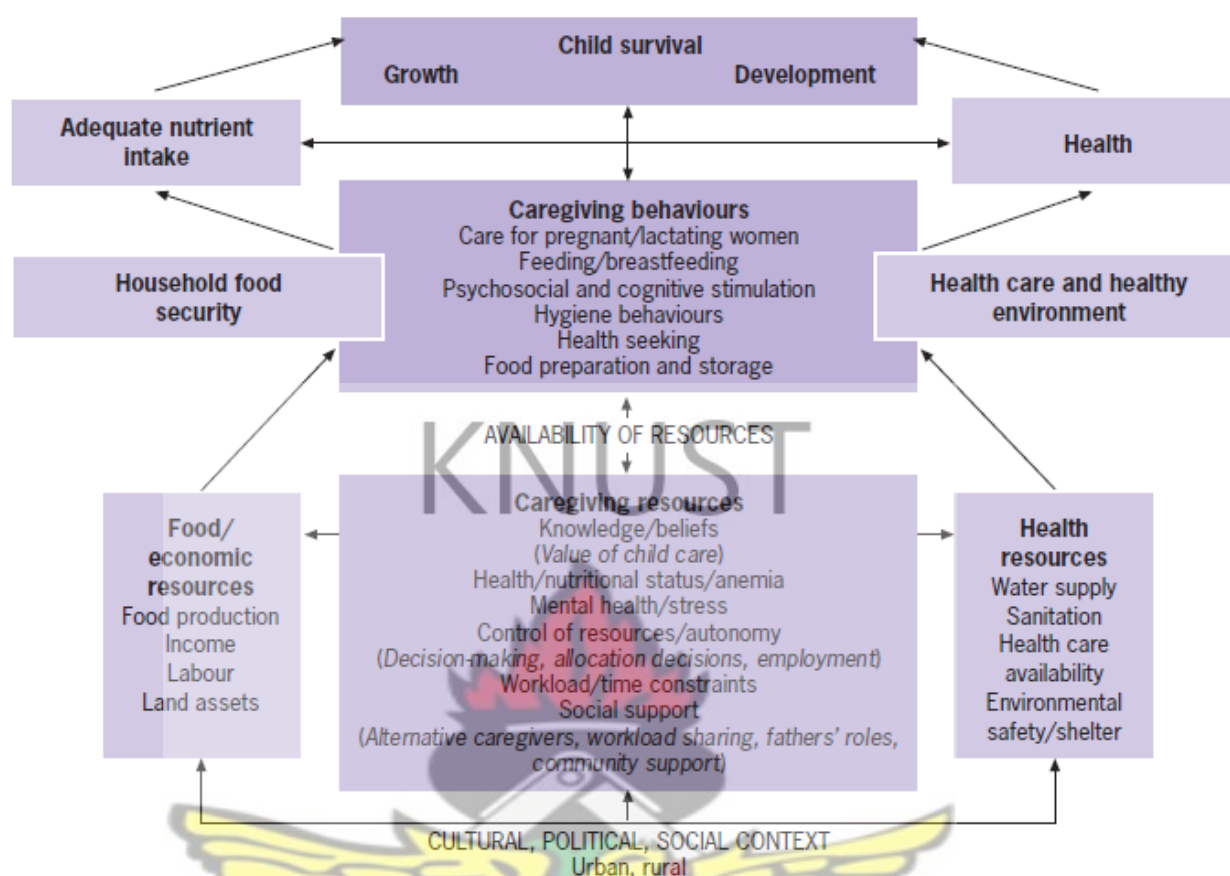 Child survival
Growth Development
Adequate nutrient
intake
Health
Caregiving behaviours
Care for pregnant/lactating women
Feeding/breastfeeding
Psychosocial and cognitive stimulation
Hygiene behaviours
Health seeking
Food preparation and storage
Household food
security
Health care and healthy
environment
KNUST
AVAILABILITY OF RESOURCES
Food/
economic
resources
Food production
Income
Labour
Land assets
Caregiving resources
Knowledge/beliefs
(Value of child care)
Health/nutritional status/anemia
Mental health/stress
Control of resources/autonomy
(Decision-making, allocation decisions, employment)
Workload/time constraints
Social support
(Alternative caregivers, workload sharing, fathers' roles,
community support)
Health
resources
Water supply
Sanitation
Health care
availability
Environmental
safety/shelter
CULTURAL, POLITICAL, SOCIAL CONTEXT
Urban, rural